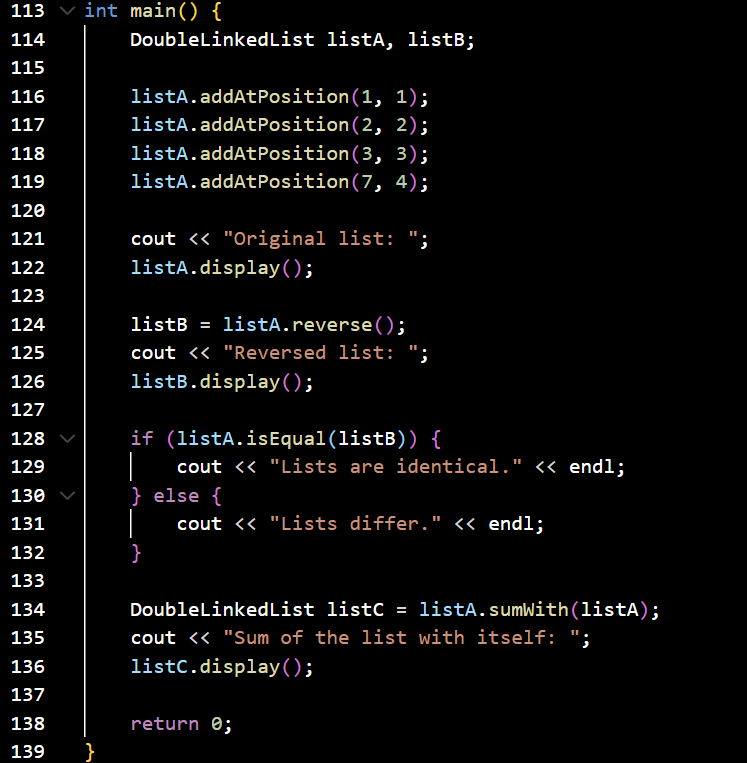 113 int main() {
114     DoubleLinkedList listA, listB;
115
116     listA.addAtPosition(1, 1);
117     listA.addAtPosition(2, 2);
118     listA.addAtPosition(3, 3);
119     listA.addAtPosition(7, 4);
120
121     cout << "Original list: ";
122     listA.display();
123
124     listB = listA.reverse();
125     cout << "Reversed list: ";
126     listB.display();
127
128     if (listA.isEqual(listB)) {
129         cout << "Lists are identical." << endl;
130     } else {
131         cout << "Lists differ." << endl;
132     }
133
134     DoubleLinkedList listC = listA.sumWith(listA);
135     cout << "Sum of the list with itself: ";
136     listC.display();
137
138     return 0;
139 }